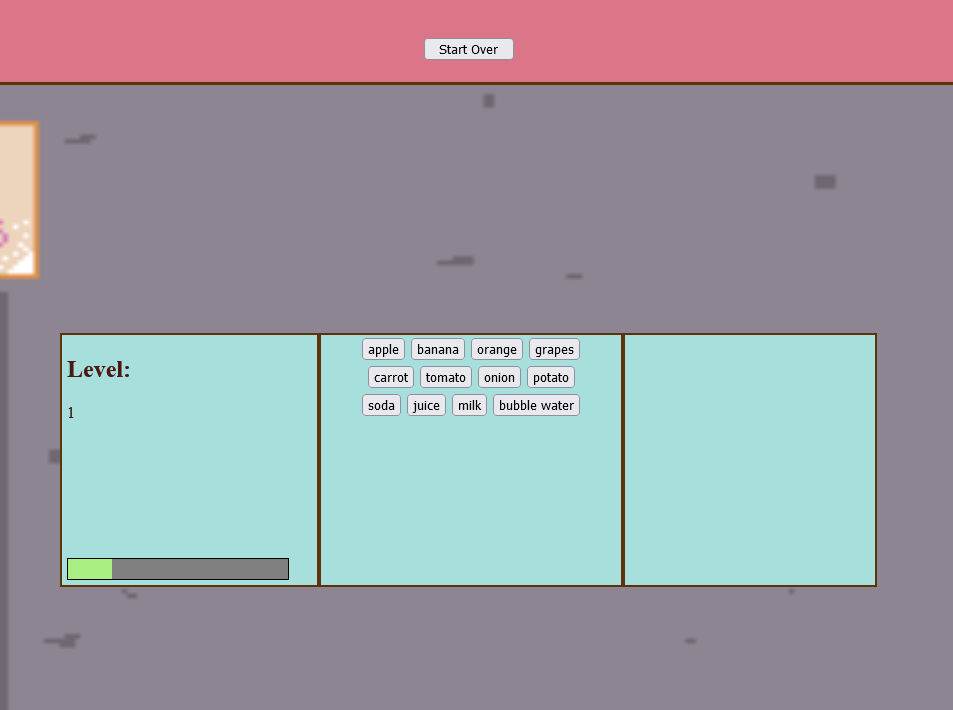 Start Over
Level:
1
apple banana orange grapes
carrot tomato onion potato
soda juice milk bubble water